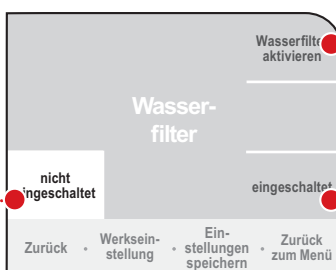 Wasserfilter
aktivieren
Wasser-
filter
nicht
eingeschaltet
eingeschaltet
Zurück
Werksein-
stellung
Ein-
stellungen
speichern
Zurück
zum Menü